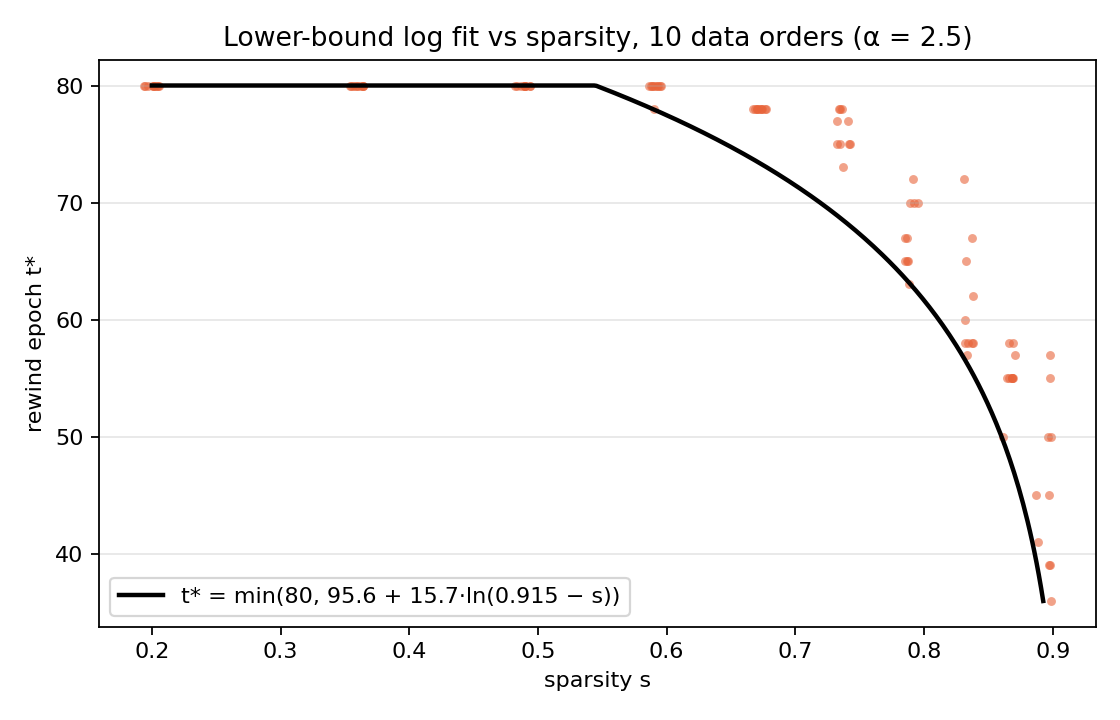 Lower-bound log fit vs sparsity, 10 data orders (α = 2.5)
rewind epoch t*
80
70
60
50
40
t* = min(80, 95.6 + 15.7·ln(0.915 − s))
0.2 0.3 0.4 0.5 0.6 0.7 0.8 0.9
sparsity s